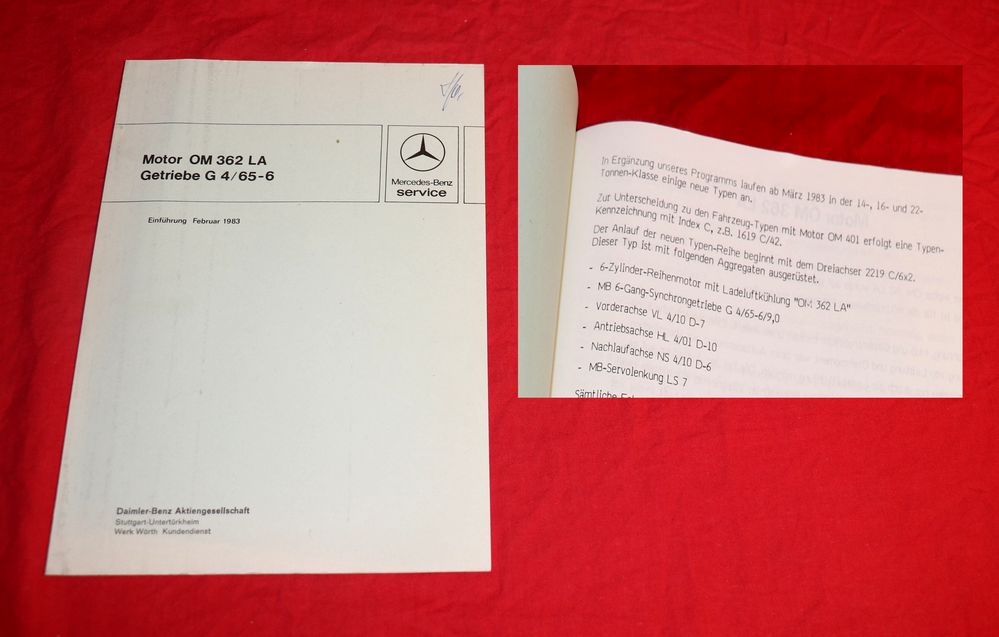 Motor OM 362 LA
Getriebe G 4/65-6
Mercedes-Benz
service
Einführung Februar 1983
Daimler-Benz Aktiengesellschaft
Stuttgart-Untertürkheim
Werk Wörth Kundendienst
In Ergänzung unseres Programms laufen ab März 1983 in der 14-, 16- und 22-
Tonnen-Klasse einige neue Typen an.
Zur Unterscheidung zu den Fahrzeug-Typen mit Motor OM 401 erfolgt eine Typen-
Kennzeichnung mit Index C, z.B. 1619 C/42.
Der Anlauf der neuen Typen-Reihe beginnt mit dem Dreiachser 2219 C/6x2.
Dieser Typ ist mit folgenden Aggregaten ausgerüstet.
- 6-Zylinder-Reihenmotor mit Ladeluftkühlung "OM 362 LA"
- MB 6-Gang-Synchrongetriebe G 4/65-6/9,0
- Vorderachse VL 4/10 D-7
- Antriebsachse HL 4/01 D-10
- Nachlaufachse NS 4/10 D-6
- MB-Servolenkung LS 7
Sämtliche